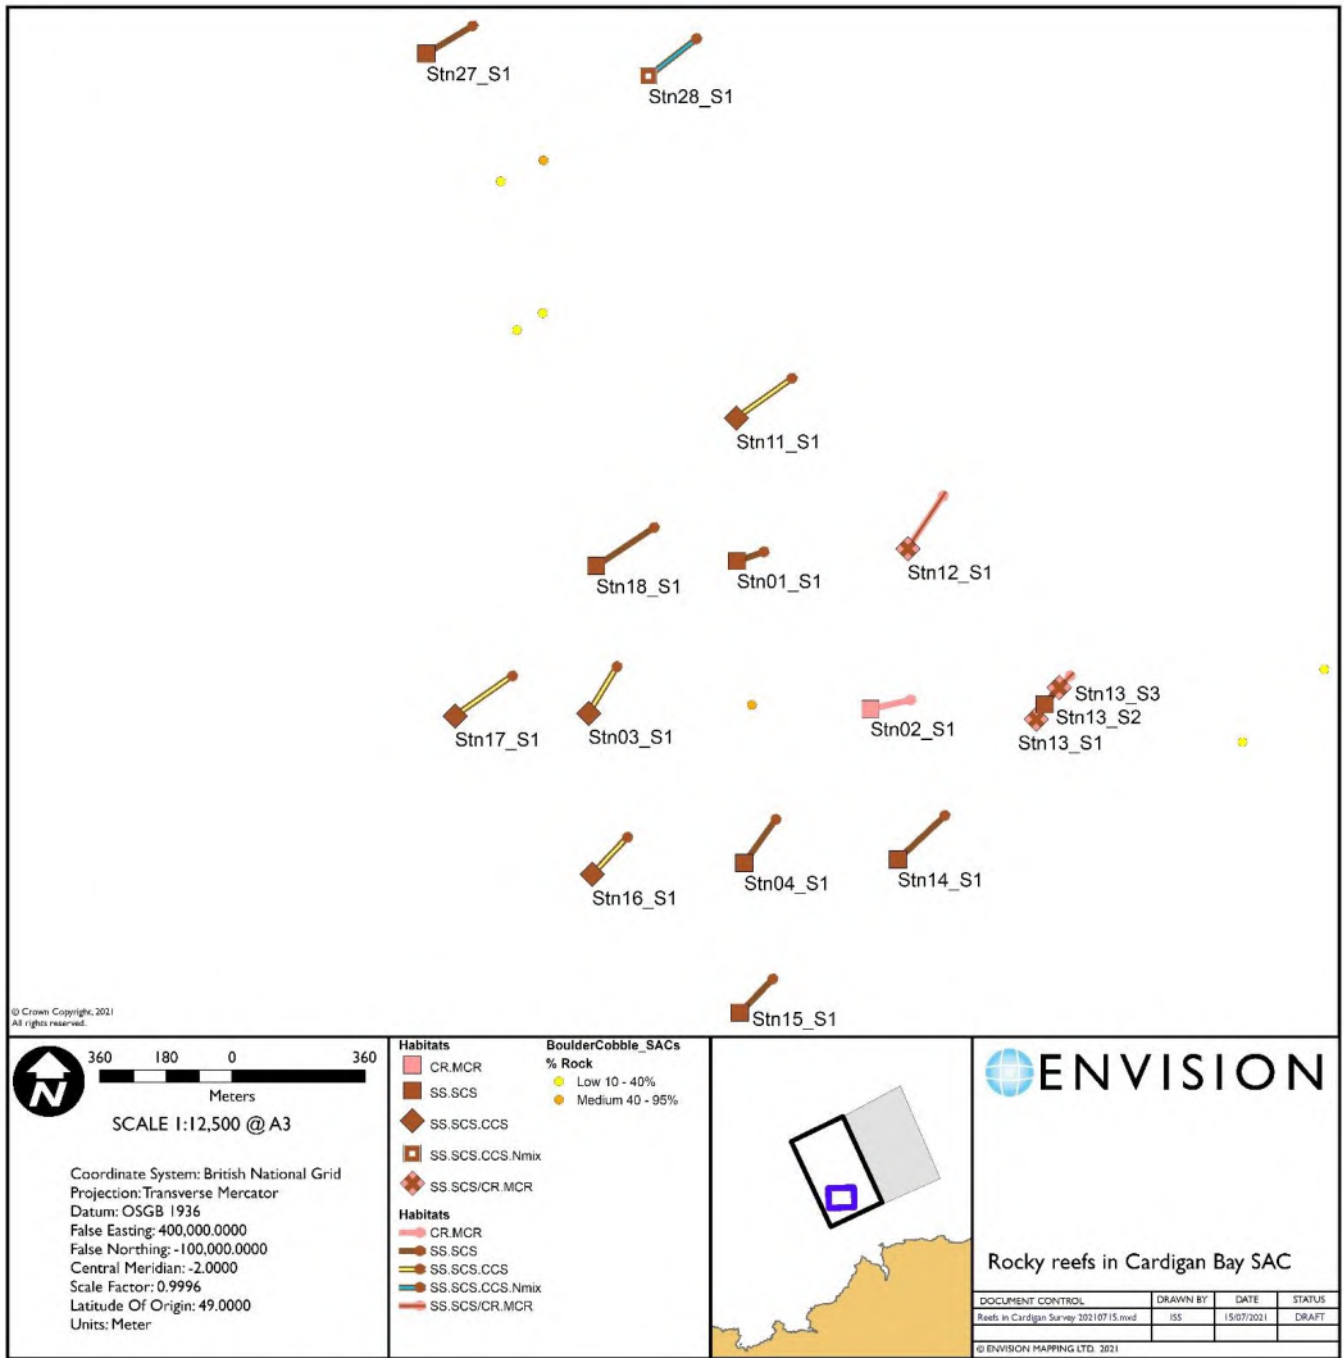 Stn27_S1
Stn28_S1
Stn11_S1
Stn12_S1
Stn18_S1
Stn01_S1
Stn13_S3
Stn13_S2
Stn13_S1
Stn17_S1
Stn03_S1
Stn02_S1
Stn16_S1
Stn04_S1
Stn14_S1
Stn15_S1
© Crown Copyright, 2021
All rights reserved.
N
360 180 0 360
Meters
SCALE 1:12,500 @ A3
Coordinate System: British National Grid
Projection: Transverse Mercator
Datum: OSGB 1936
False Easting: 400,000.0000
False Northing: -100,000.0000
Central Meridian: -2.0000
Scale Factor: 0.9996
Latitude Of Origin: 49.0000
Units: Meter
Habitats
CR.MCR
SS.SCS
SS.SCS.CCS
SS.SCS.CCS.Nmix
SS.SCS/CR.MCR
Habitats
CR.MCR
SS.SCS
SS.SCS.CCS
SS.SCS.CCS.Nmix
SS.SCS/CR.MCR
BoulderCobble_SACs
% Rock
Low 10 - 40%
Medium 40 - 95%
ENVISION
Rocky reefs in Cardigan Bay SAC
DOCUMENT CONTROL DRAWN BY DATE STATUS
Reefs in Cardigan Survey 20210715.mxd ISS 15/07/2021 DRAFT
© ENVISION MAPPING LTD. 2021